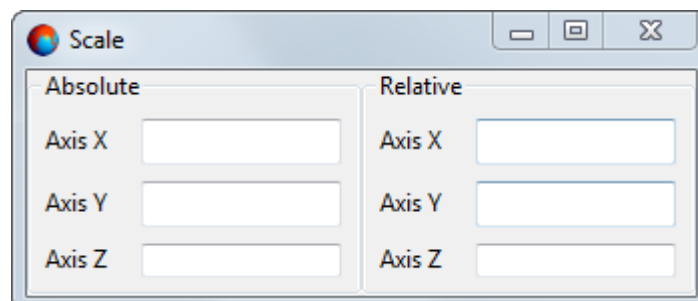 Scale
Absolute
Axis X
Axis Y
Axis Z
Relative
Axis X
Axis Y
Axis Z